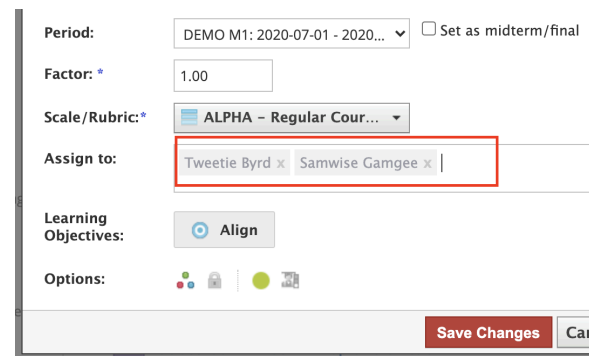 Period: DEMO M1: 2020-07-01 - 2020... Set as midterm/final
Factor: * 1.00
Scale/Rubric:* ALPHA – Regular Cour...
Assign to: Tweetie Byrd x Samwise Gamgee x
Learning
Objectives: Align
Options:
Save Changes Can